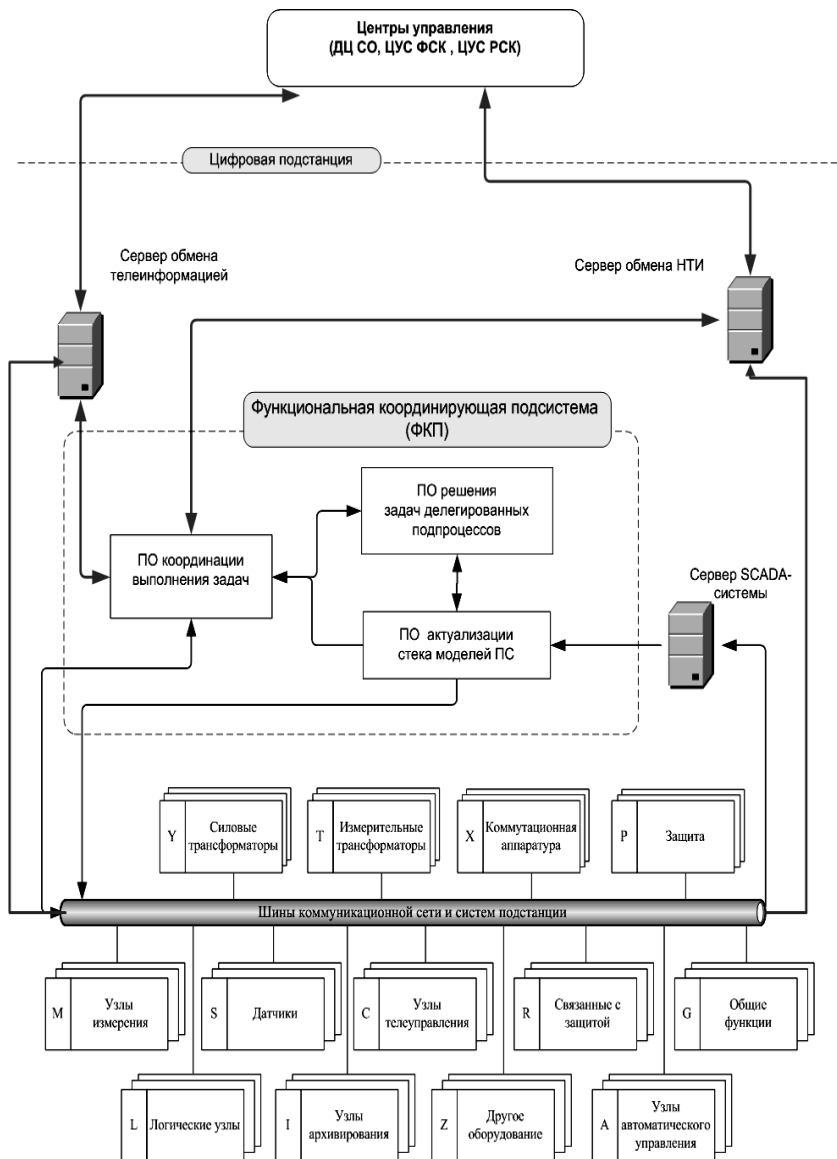 Центры управления
(ДЦ СО, ЦУС ФСК , ЦУС РСК)
Цифровая подстанция
Сервер обмена
телеинформацией
Сервер обмена НТИ
Функциональная координирующая подсистема
(ФКП)
ПО решения
задач делегированных
подпроцессов
ПО координации
выполнения задач
Сервер SCADA-
системы
ПО актуализации
стека моделей ПС
Y
Силовые
трансформаторы
T
Измерительные
трансформаторы
X
Коммутационная
аппаратура
P
Защита
Шины коммуникационной сети и систем подстанции
M
Узлы
измерения
S
Датчики
C
Узлы
телеуправления
R
Связанные с
защитой
G
Общие
функции
L
Логические узлы
I
Узлы
архивирования
Z
Другое
оборудование
A
Узлы
автоматического
управления